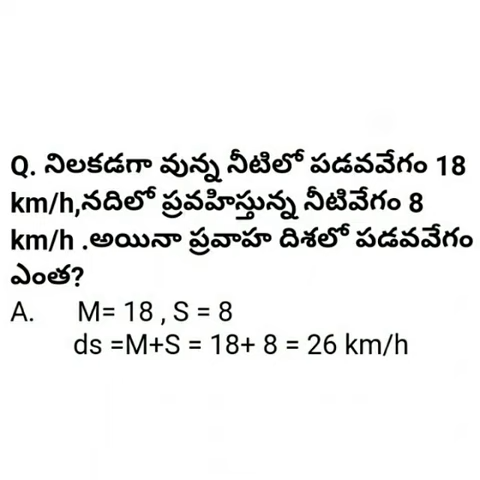 Q. నిలకడగా వున్న నీటిలో పడవవేగం 18
km/h,నదిలో ప్రవహిస్తున్న నీటివేగం 8
km/h .అయినా ప్రవాహ దిశలో పడవవేగం
ఎంత?
A. M= 18 , S = 8
ds =M+S = 18+ 8 = 26 km/h